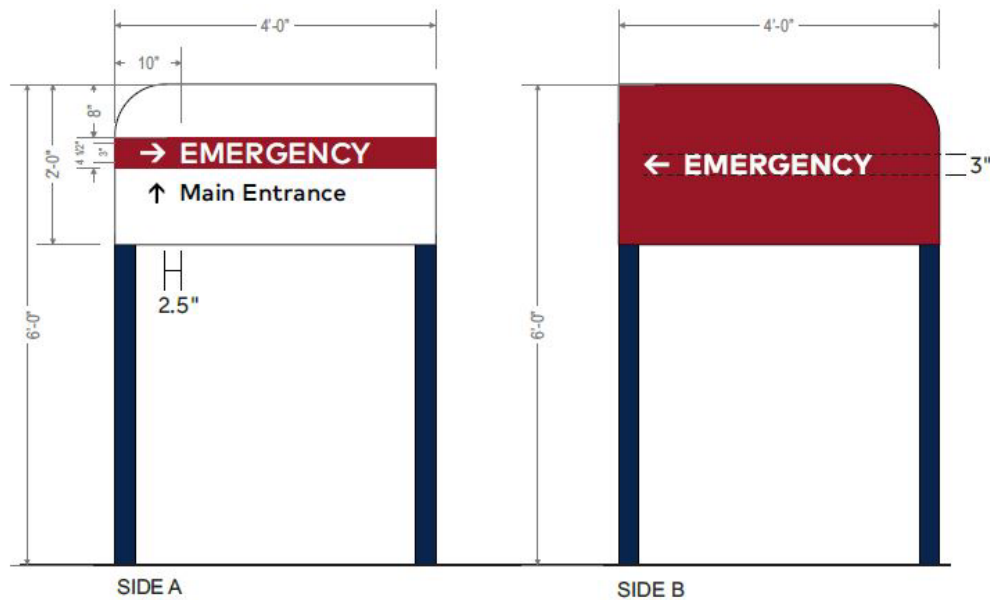 4'-0"
4'-0"
10"
8"
2'-0"
4 1/2"
3"
→ EMERGENCY
↑ Main Entrance
← EMERGENCY
3"
2.5"
6'-0"
6'-0"
SIDE A
SIDE B